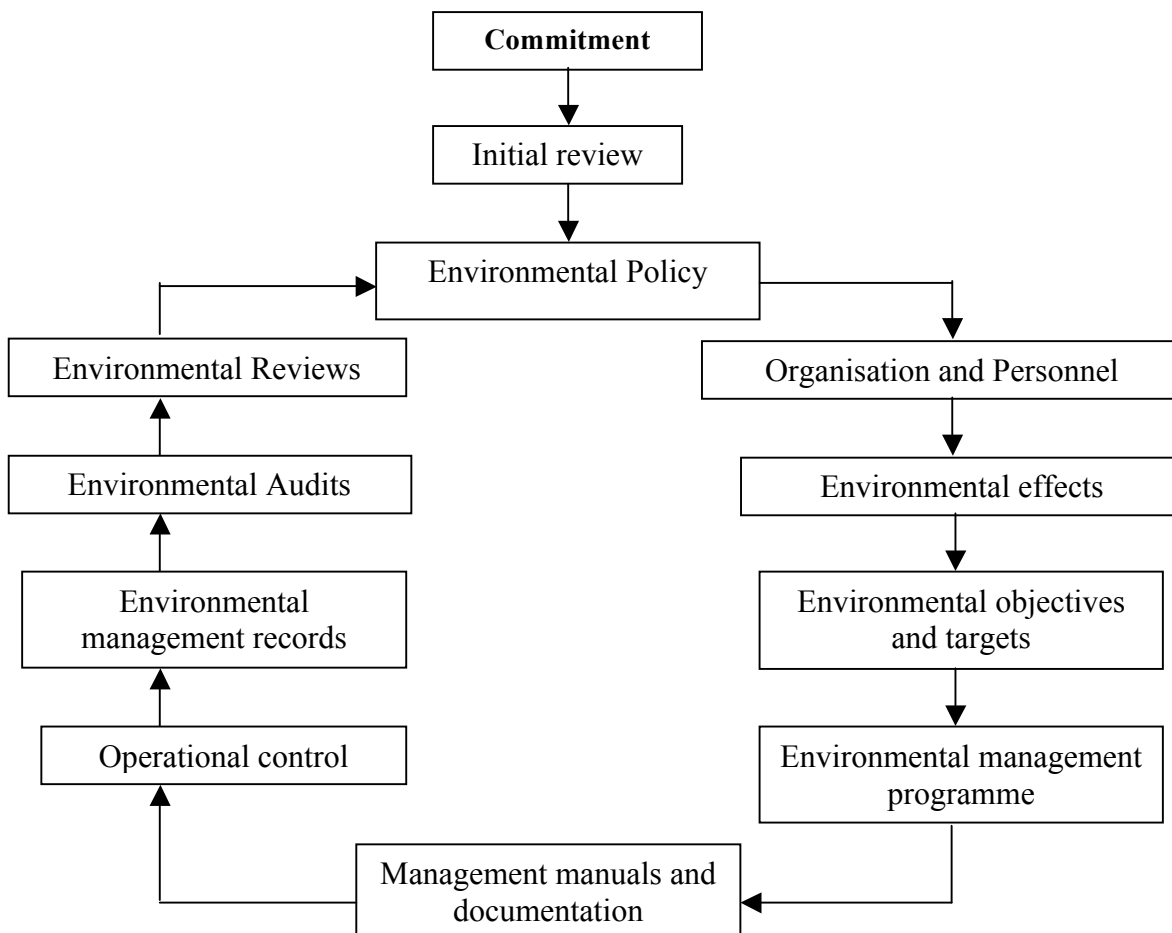 Commitment
Initial review
Environmental Policy
Environmental Reviews
Organisation and Personnel
Environmental Audits
Environmental effects
Environmental
management records
Environmental objectives
and targets
Operational control
Environmental management
programme
Management manuals and
documentation